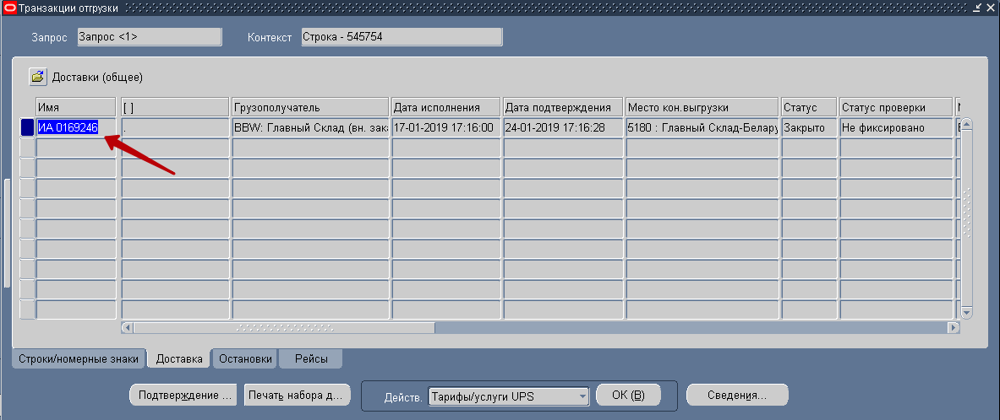 Транзакции отгрузки
Запрос Запрос <1> Контекст Строка - 545754
Доставки (общее)
Имя [ ] Грузополучатель Дата исполнения Дата подтверждения Место кон.выгрузки Статус Статус проверки
ИА 0169246 . BBW: Главный Склад (вн. зака 17-01-2019 17:16:00 24-01-2019 17:16:28 5180 : Главный Склад-Белару Закрыто Не фиксировано
Строки/номерные знаки Доставка Остановки Рейсы
Подтверждение ... Печать набора д... Действ. Тарифы/услуги UPS ОК (В) Сведения...